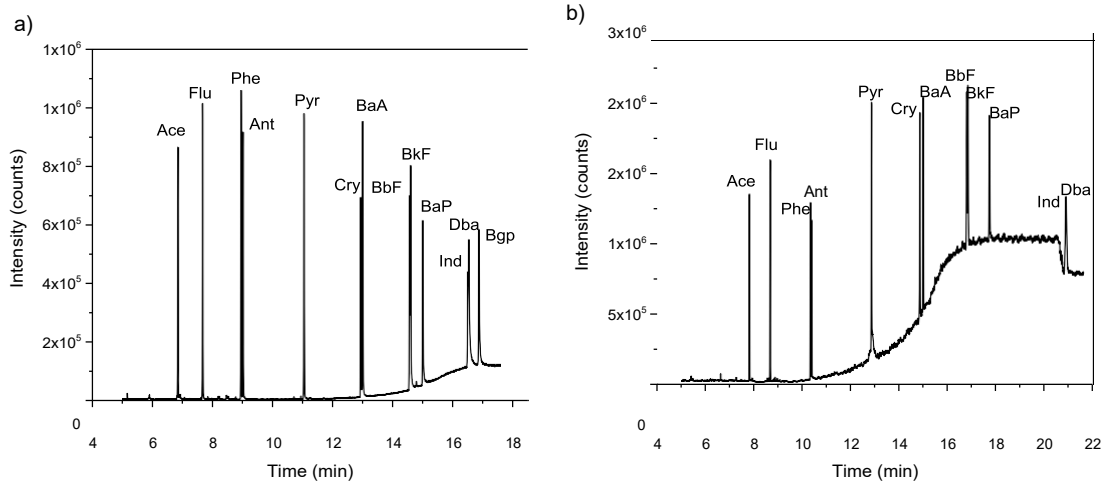 a)
1x10⁶
1x10⁶
8x10⁵
6x10⁵
4x10⁵
2x10⁵
0
Intensity (counts)
Ace
Flu
Phe
Ant
Pyr
BaA
Cry
BkF
BbF
BaP
Dba
Bgp
Ind
4 6 8 10 12 14 16 18
Time (min)
b)
3x10⁶
2x10⁶
2x10⁶
1x10⁶
5x10⁵
0
Intensity (counts)
Ace
Flu
Ant
Phe
Pyr
BaA
Cry
BbF
BkF
BaP
Ind
Dba
4 6 8 10 12 14 16 18 20 22
Time (min)